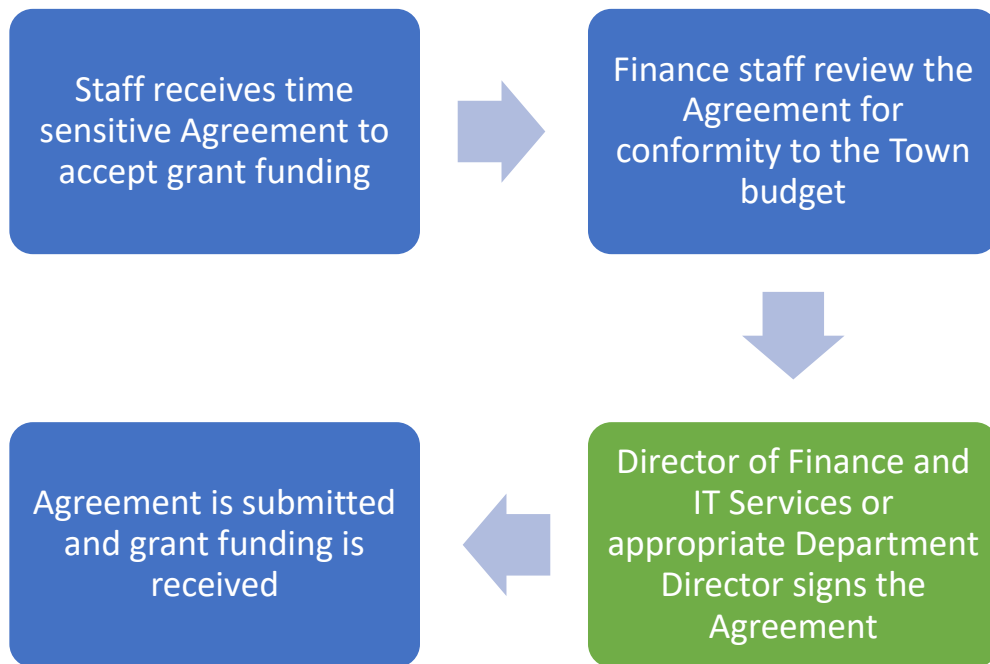 Staff receives time
sensitive Agreement to
accept grant funding
Finance staff review the
Agreement for
conformity to the Town
budget
Director of Finance and
IT Services or
appropriate Department
Director signs the
Agreement
Agreement is submitted
and grant funding is
received